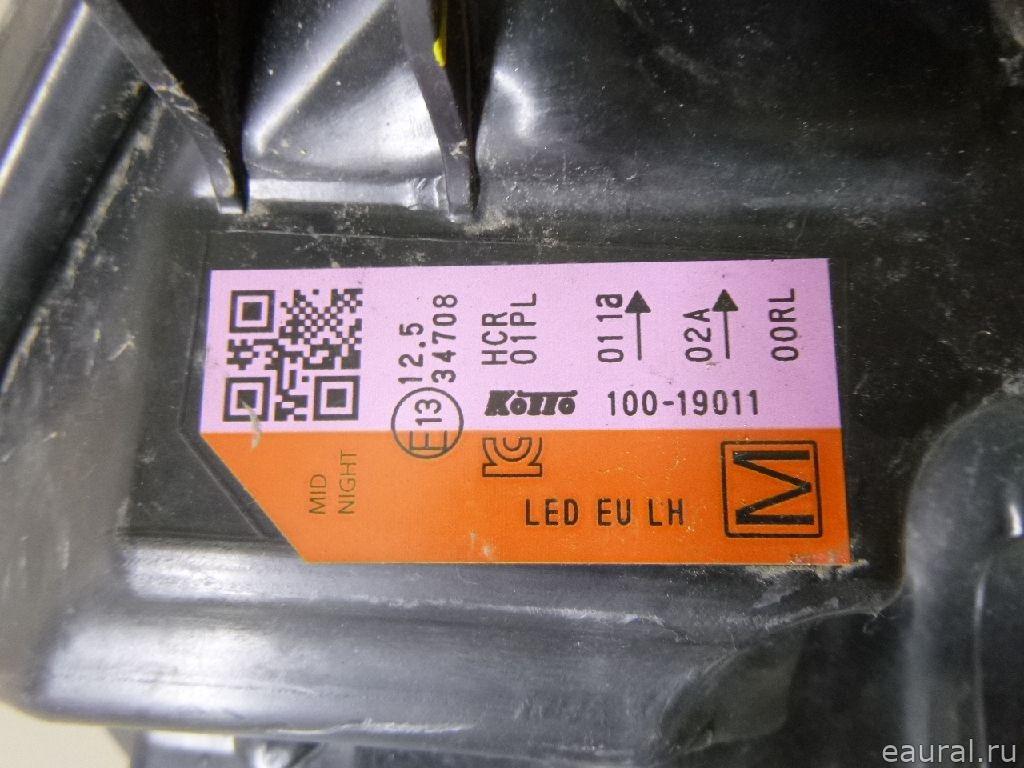 12.5
34708
E13
HCR
01PL
011a
02A
00RL
KOITO 100-19011
MID
NIGHT
LED EU LH
M
eaural.ru